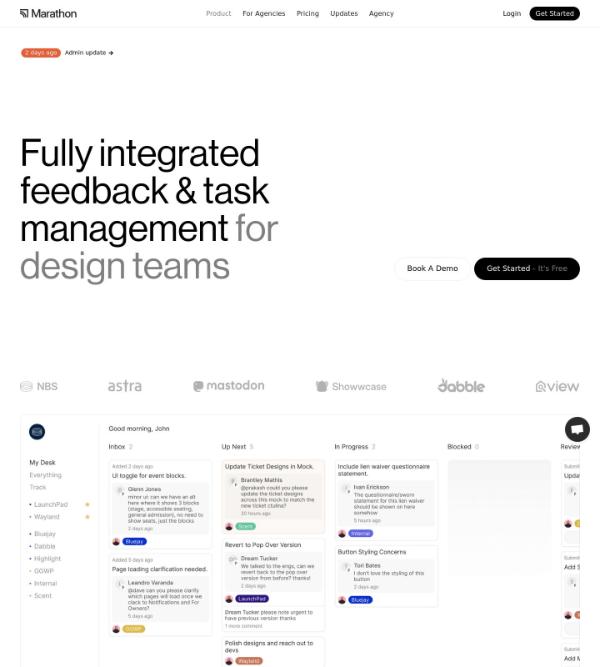 Marathon
Product For Agencies Pricing Updates Agency
Login Get Started
2 days ago Admin update →
Fully integrated
feedback & task
management for
design teams
Book A Demo Get Started - It's Free
NBS astra mastodon Showwcase dabble view
Good morning, John
My Desk
Everything
Track
LaunchPad
Wayland
Bluejay
Dabble
Highlight
GGWP
Internal
Scent
Inbox 2
Added 2 days ago
UI toggle for event blocks.
Glenn Jones
minor ui: can we have an alt
here where it shows 3 blocks
(stage, accessible seating,
general admission), no need to
show seats, just the blocks
2 days ago
Bluejay
Added 5 days ago
Page loading clarification needed.
Leandro Varanda
@dave can you please clarify
which pages will load once we
click to Notifications and For
Owners?
5 days ago
GGWP
Up Next 5
Update Ticket Designs in Mock.
Brantley Mathis
@prakash could you please
update the ticket designs
across this mock to match the
new ticket
20 hours ago
Scent
Revert to Pop Over Version
Dream Tucker
We talked to the engs, can we
revert back to the pop over
version from before? thanks!
2 days ago
LaunchPad
Dream Tucker please note urgent to
have previous version thanks
1 more comment
Polish designs and reach out to
devs
Wayland
In Progress 3
Include lien waiver questionnaire
statement.
Ivan Erickson
The questionnaire/sworn
statement for this lien waiver
should be shown on here
somehow
5 hours ago
Internal
Button Styling Concerns
Tori Bates
I don't love the styling of this
button
2 days ago
Bluejay
Blocked 0
Review